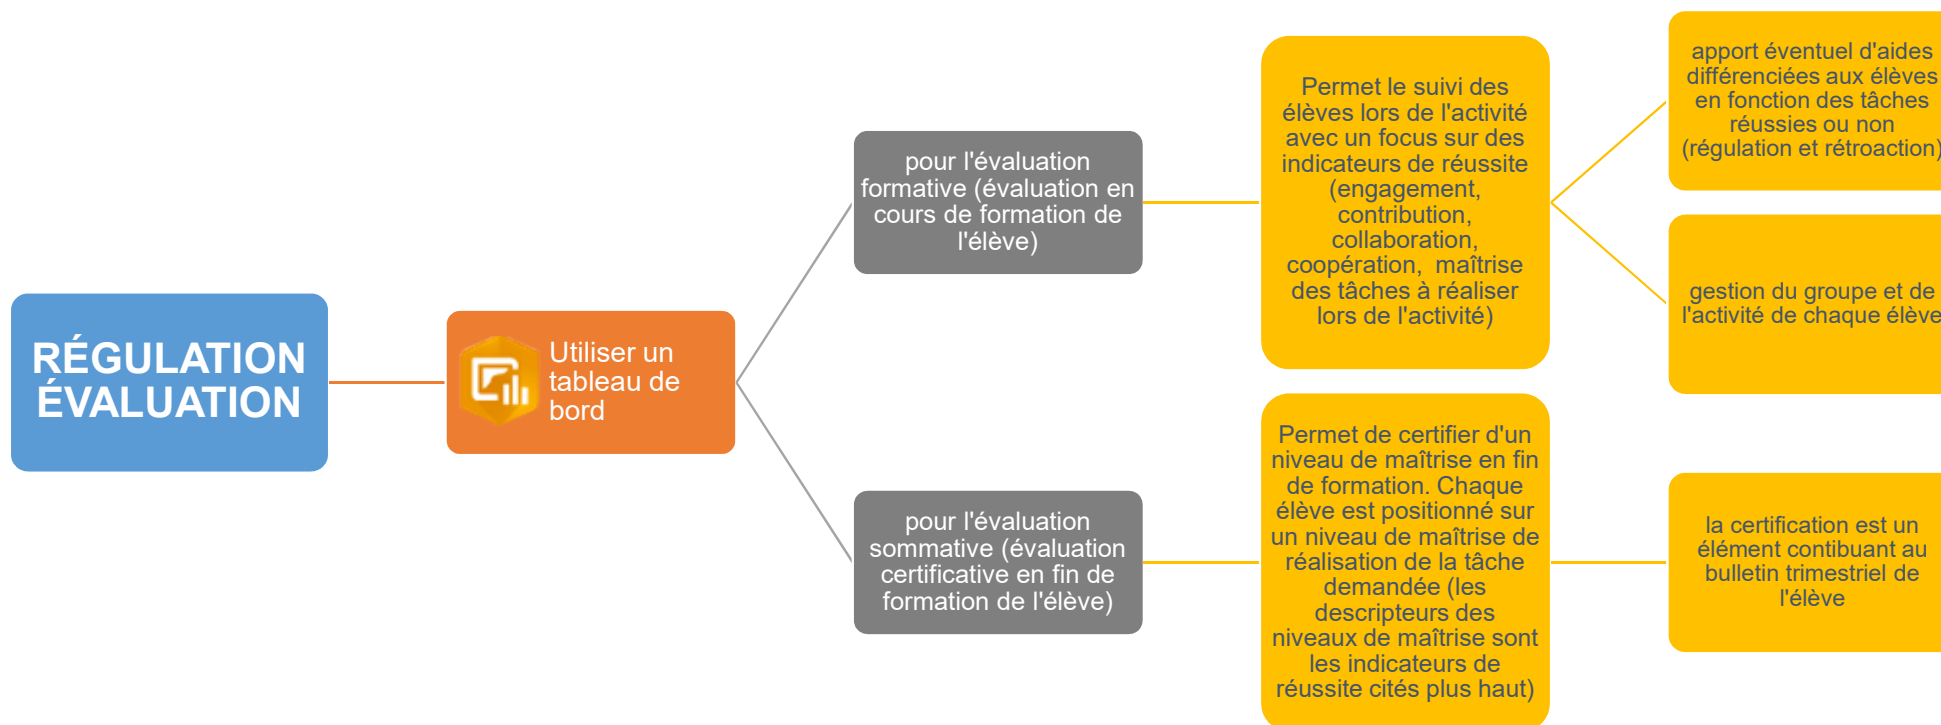 RÉGULATION
ÉVALUATION
Utiliser un
tableau de
bord
pour l'évaluation
formative (évaluation en
cours de formation de
l'élève)
Permet le suivi des
élèves lors de l'activité
avec un focus sur des
indicateurs de réussite
(engagement,
contribution,
collaboration,
coopération, maîtrise
des tâches à réaliser
lors de l'activité)
apport éventuel d'aides
différenciées aux élèves
en fonction des tâches
réussies ou non
(régulation et rétroaction)
gestion du groupe et de
l'activité de chaque élève
pour l'évaluation
sommative (évaluation
certificative en fin de
formation de l'élève)
Permet de certifier d'un
niveau de maîtrise en fin
de formation. Chaque
élève est positionné sur
un niveau de maîtrise de
réalisation de la tâche
demandée (les
descripteurs des
niveaux de maîtrise sont
les indicateurs de
réussite cités plus haut)
la certification est un
élément contibuant au
bulletin trimestriel de
l'élève